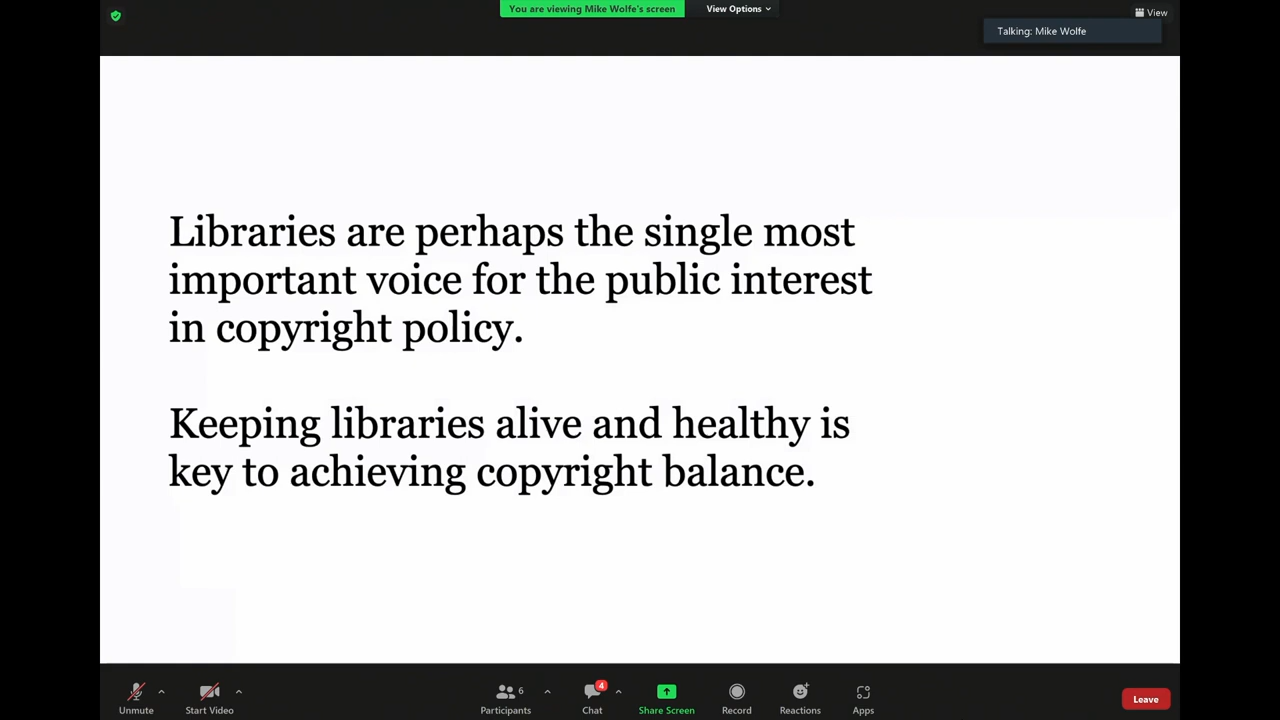 You are viewing Mike Wolfe's screen
View Options
View
Talking: Mike Wolfe
Libraries are perhaps the single most
important voice for the public interest
in copyright policy.
Keeping libraries alive and healthy is
key to achieving copyright balance.
6
4
Unmute
Start Video
Participants
Chat
Share Screen
Record
Reactions
Apps
Leave